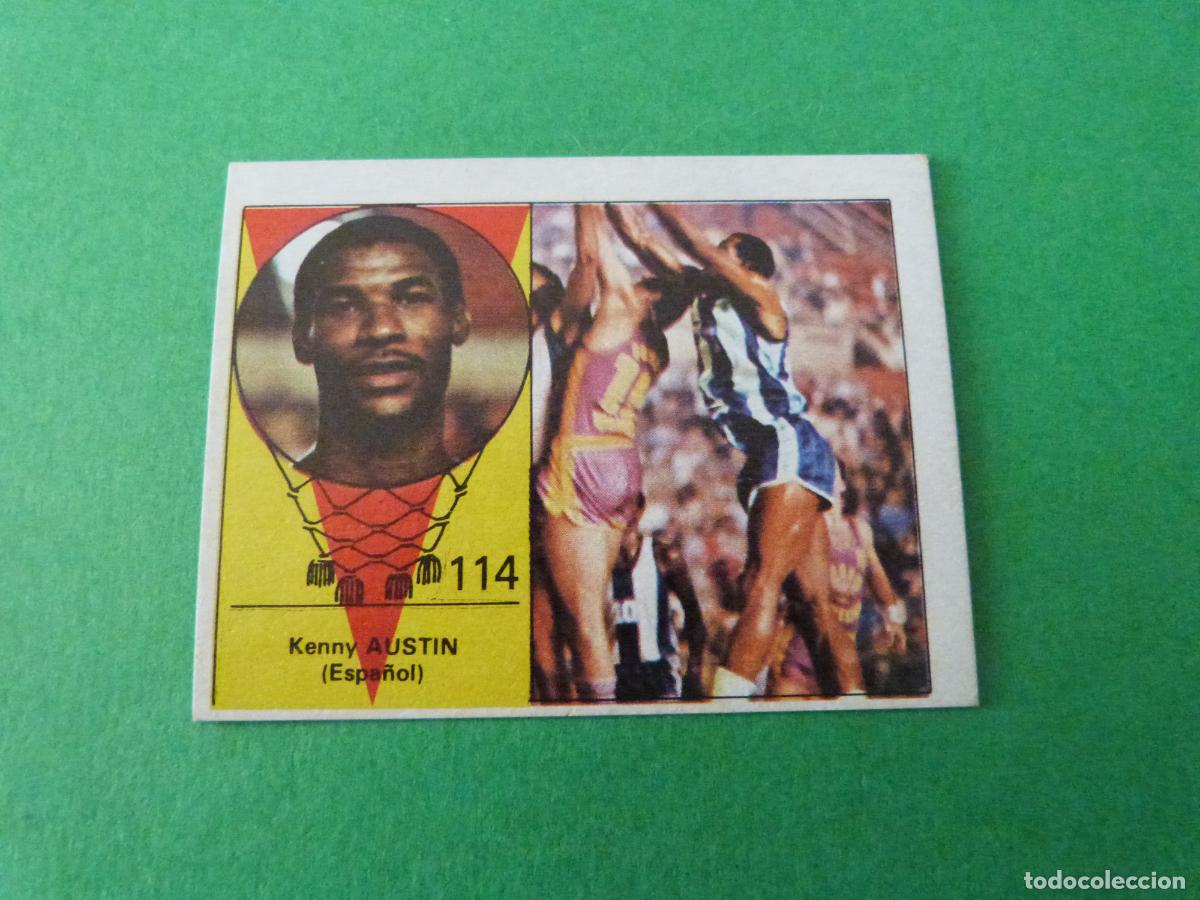 114
Kenny AUSTIN
(Español)
todocoleccion